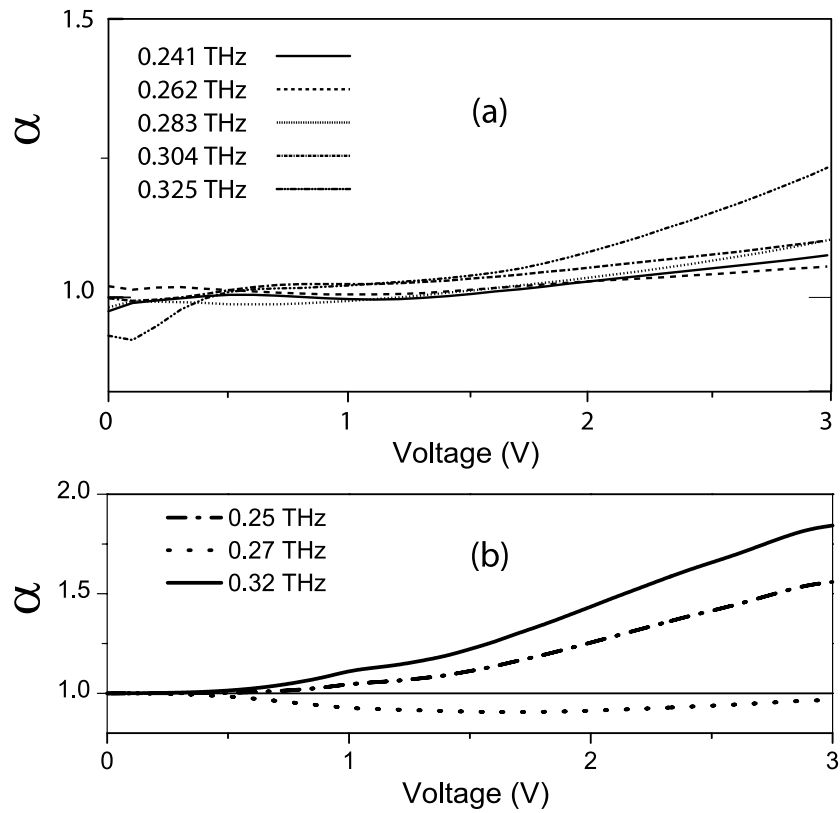 1.5
0.241 THz
0.262 THz
(a)
α
0.283 THz
0.304 THz
0.325 THz
1.0
0 1 2 3
Voltage (V)
2.0
0.25 THz
0.27 THz
(b)
0.32 THz
1.5
α
1.0
0 1 2 3
Voltage (V)